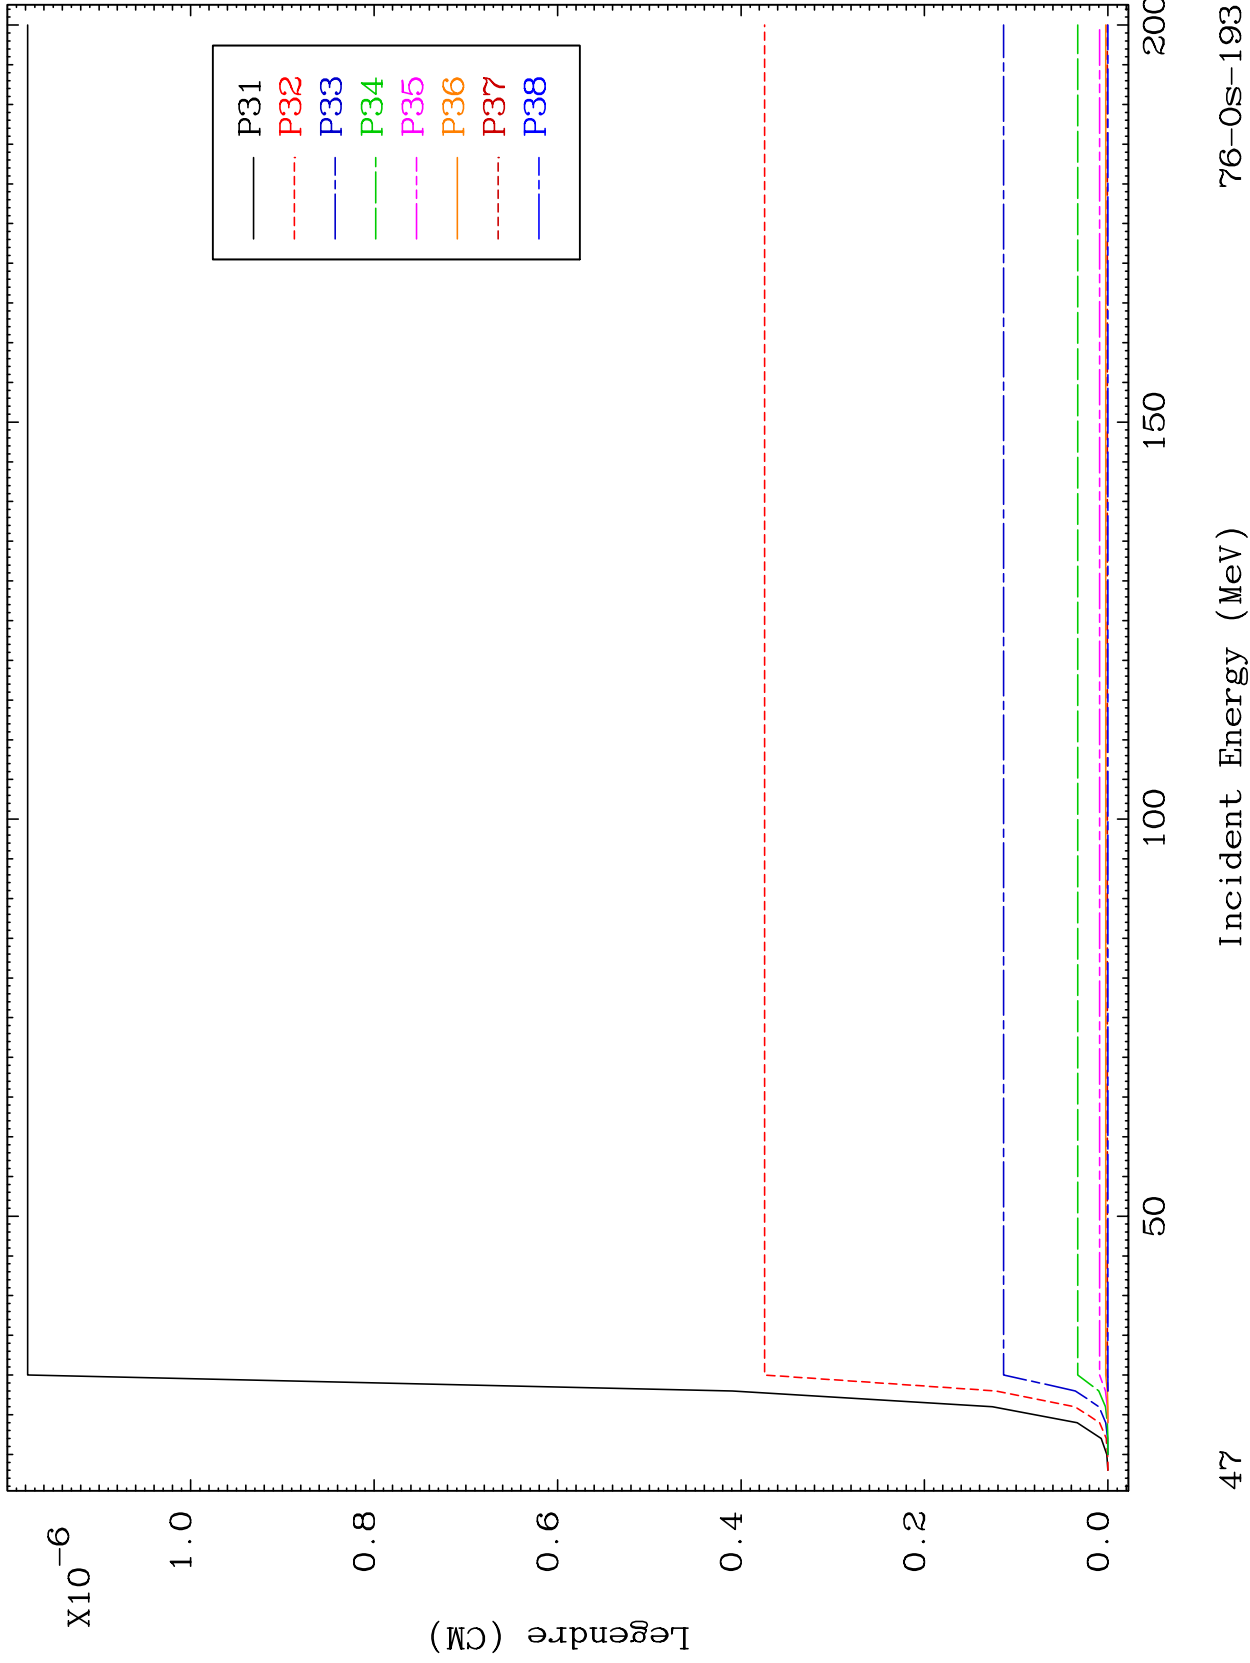 X10-6
1.0
0.8
0.6
0.4
0.2
0.0
Legendre (CM)
P31
P32
P33
P34
P35
P36
P37
P38
50
100
150
200
Incident Energy (MeV)
47
76-Os-193